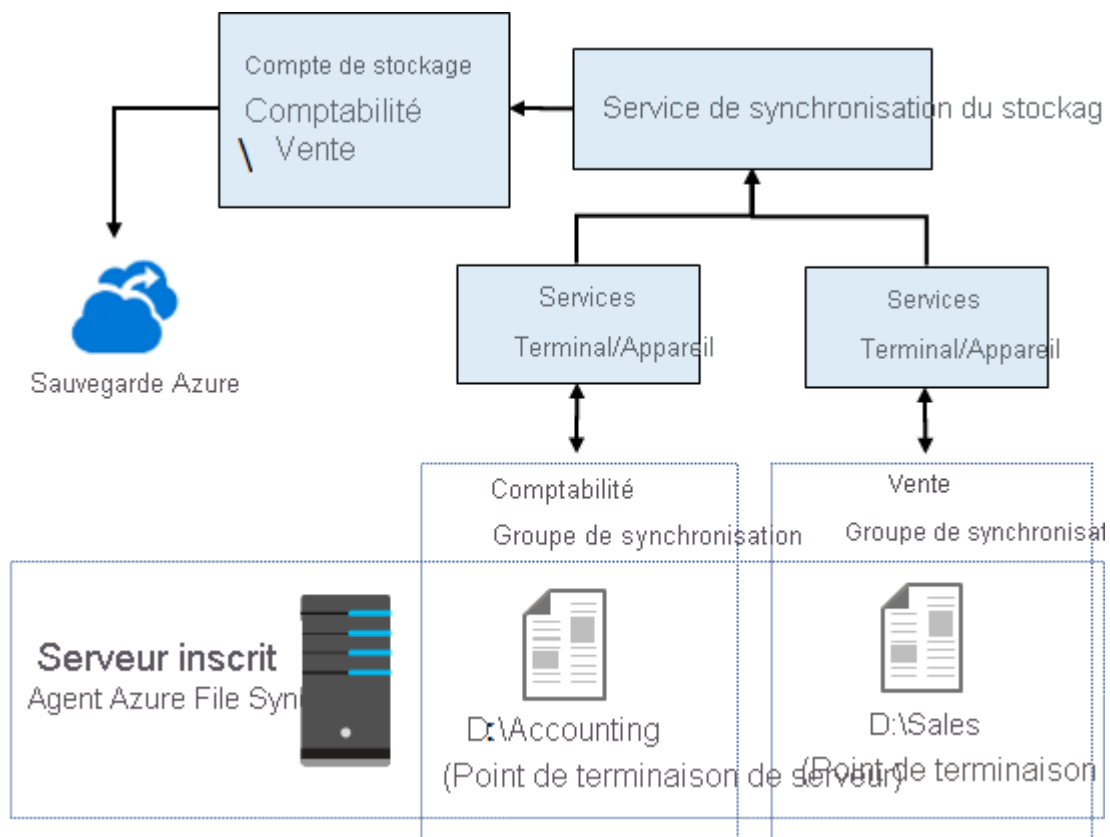 Compte de stockage
Comptabilité
\ Vente
Service de synchronisation du stockag
Services
Terminal/Appareil
Services
Terminal/Appareil
Sauvegarde Azure
Comptabilité
Groupe de synchronisation
Vente
Groupe de synchronisat
Serveur inscrit
Agent Azure File Syn
D:\Accounting
(Point de terminaison de serveur)
D:\Sales
(Point de terminaison